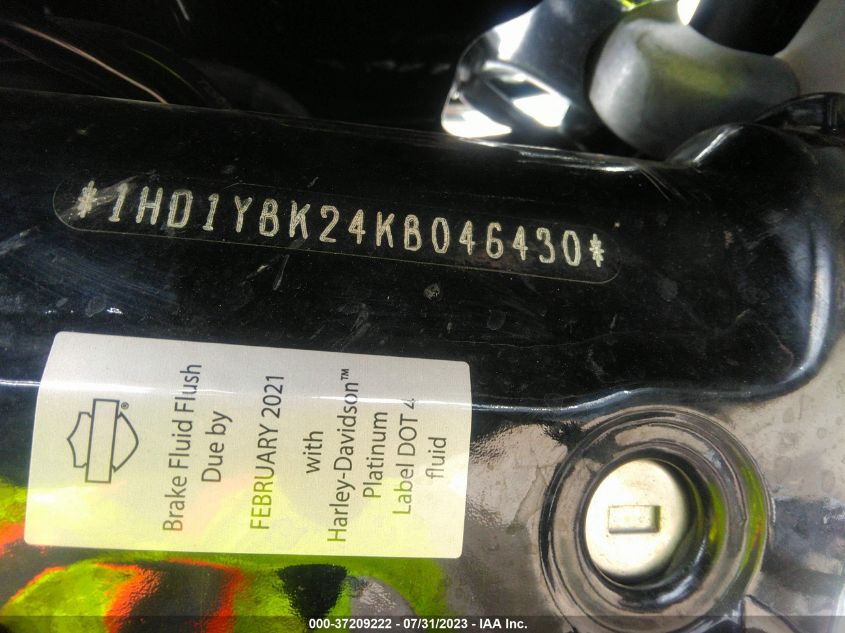 *1HD1YBK24KB046430*
Brake Fluid Flush
Due by
FEBRUARY 2021
with
Harley-Davidson™
Platinum
Label DOT 4
fluid
®
000-37209222 - 07/31/2023 - IAA Inc.